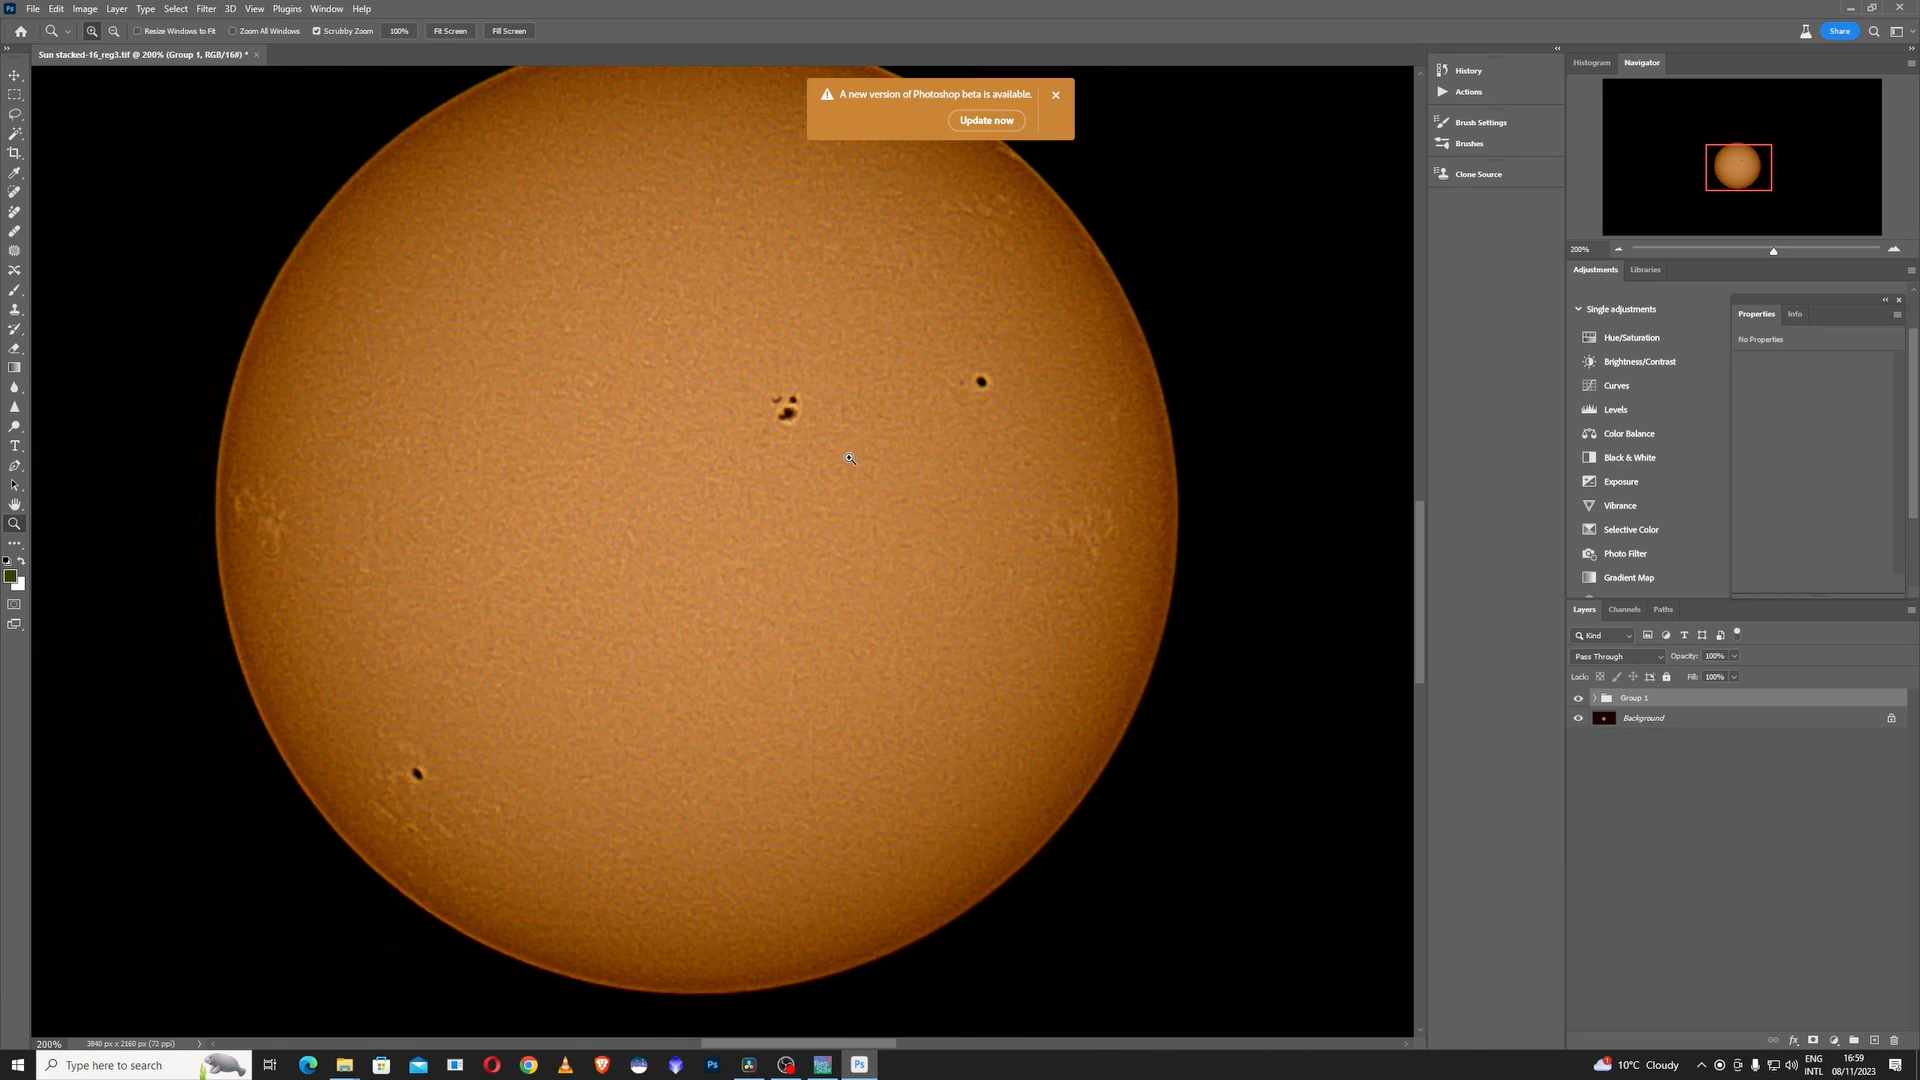 Ps File Edit Image Layer Type Select Filter 3D View Plugins Window Help
Resize Windows to Fit Zoom All Windows Scrubby Zoom 100% Fit Screen Fill Screen Share
Sun stacked-16_reg3.tif @ 200% (Group 1, RGB/16#) *
A new version of Photoshop beta is available.
Update now
History
Actions
Brush Settings
Brushes
Clone Source
Histogram Navigator
200%
Adjustments Libraries
Single adjustments
Hue/Saturation
Brightness/Contrast
Curves
Levels
Color Balance
Black & White
Exposure
Vibrance
Selective Color
Photo Filter
Gradient Map
Properties Info
No Properties
Layers Channels Paths
Kind
Pass Through Opacity: 100%
Lock: Fill: 100%
Group 1
Background
fx
200% 3840 px x 2160 px (72 ppi)
Type here to search
Ps
Ps
10°C Cloudy
ENG
INTL
16:59
08/11/2023